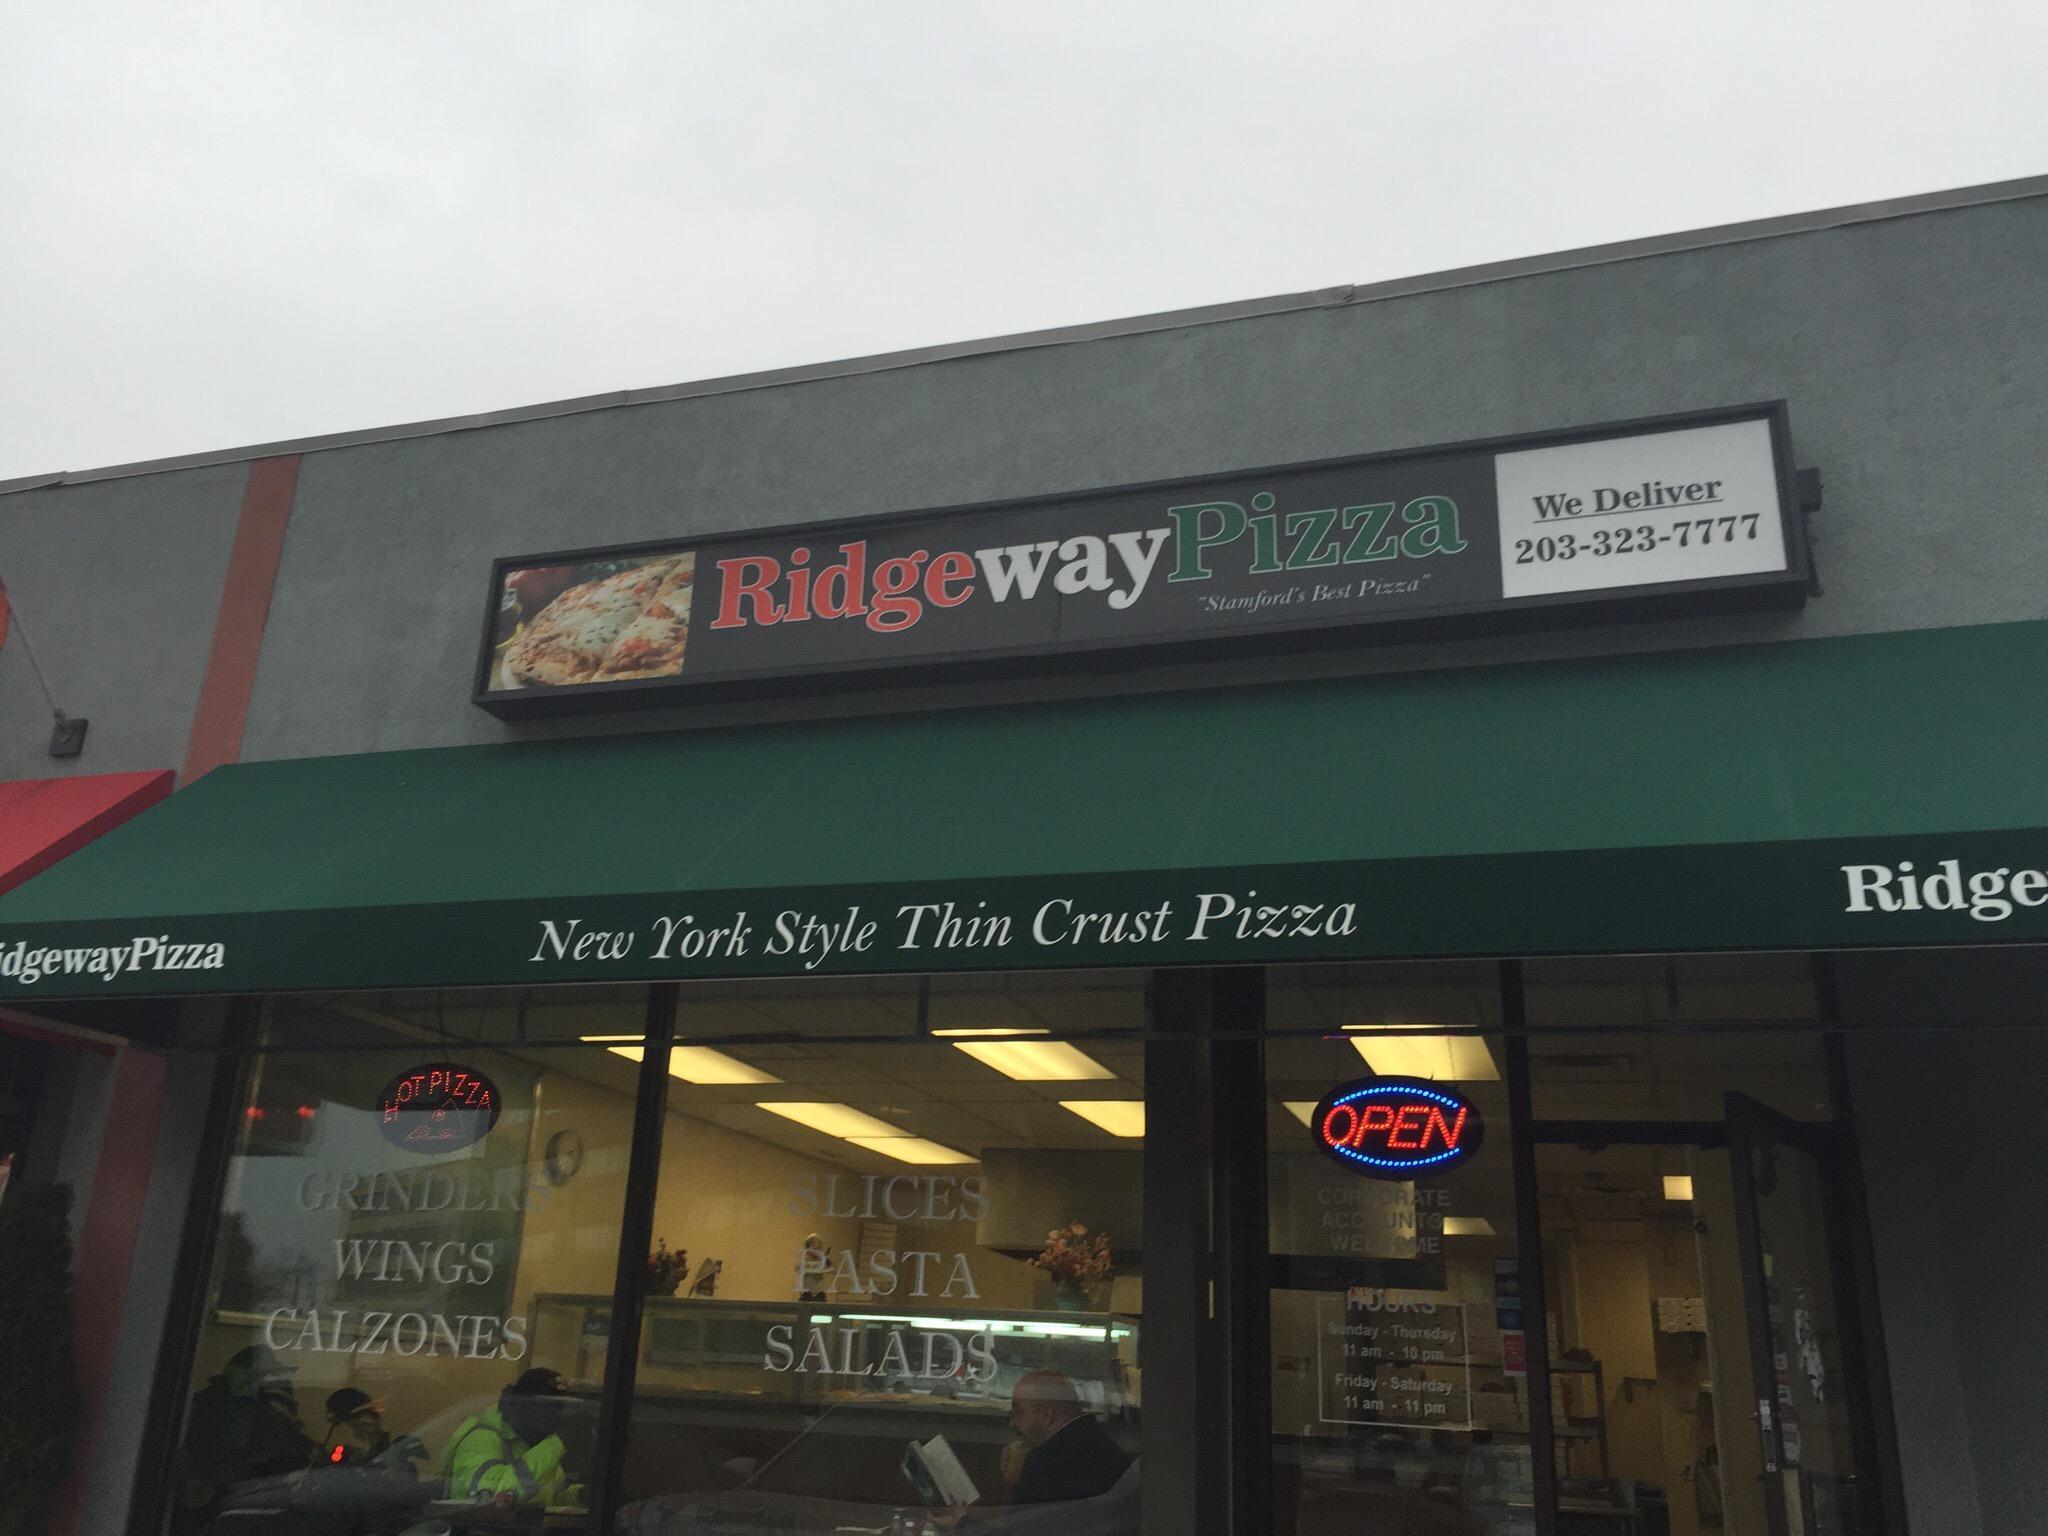 RidgewayPizza
"Stamford's Best Pizza"
We Deliver
203-323-7777
idgewayPizza
New York Style Thin Crust Pizza
Ridge
HOT PIZZA
GRINDERS
WINGS
CALZONES
SLICES
PASTA
SALADS
OPEN
CORPORATE
ACCOUNTS
WELCOME
HOURS
Sunday - Thursday
11 am - 10 pm
Friday - Saturday
11 am - 11 pm